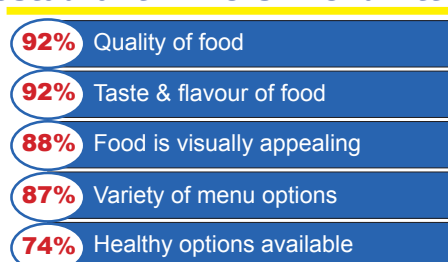 92% Quality of food
92% Taste & flavour of food
88% Food is visually appealing
87% Variety of menu options
74% Healthy options available